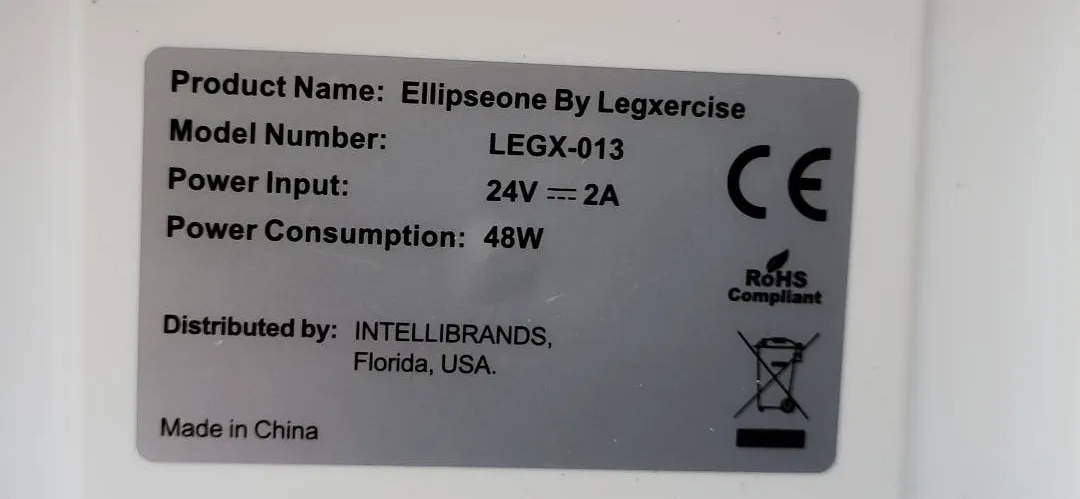 Product Name: Ellipseone By Legxercise
Model Number: LEGX-013
Power Input: 24V ⎓ 2A
Power Consumption: 48W
CE
RoHS
Compliant
Distributed by: INTELLIBRANDS,
Florida, USA.
Made in China